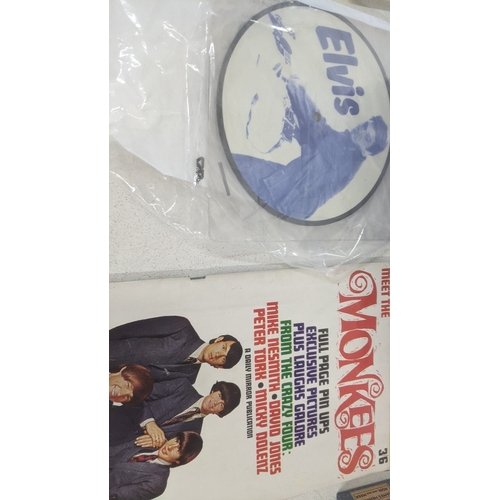 Elvis
MEET THE
MONKEES
3/6
FULL PAGE PIN UPS
EXCLUSIVE PICTURES
PLUS LAUGHS GALORE
FROM THE CRAZY FOUR:
MIKE NESMITH • DAVID JONES
PETER TORK • MICKY DOLENZ
A DAILY MIRROR PUBLICATION